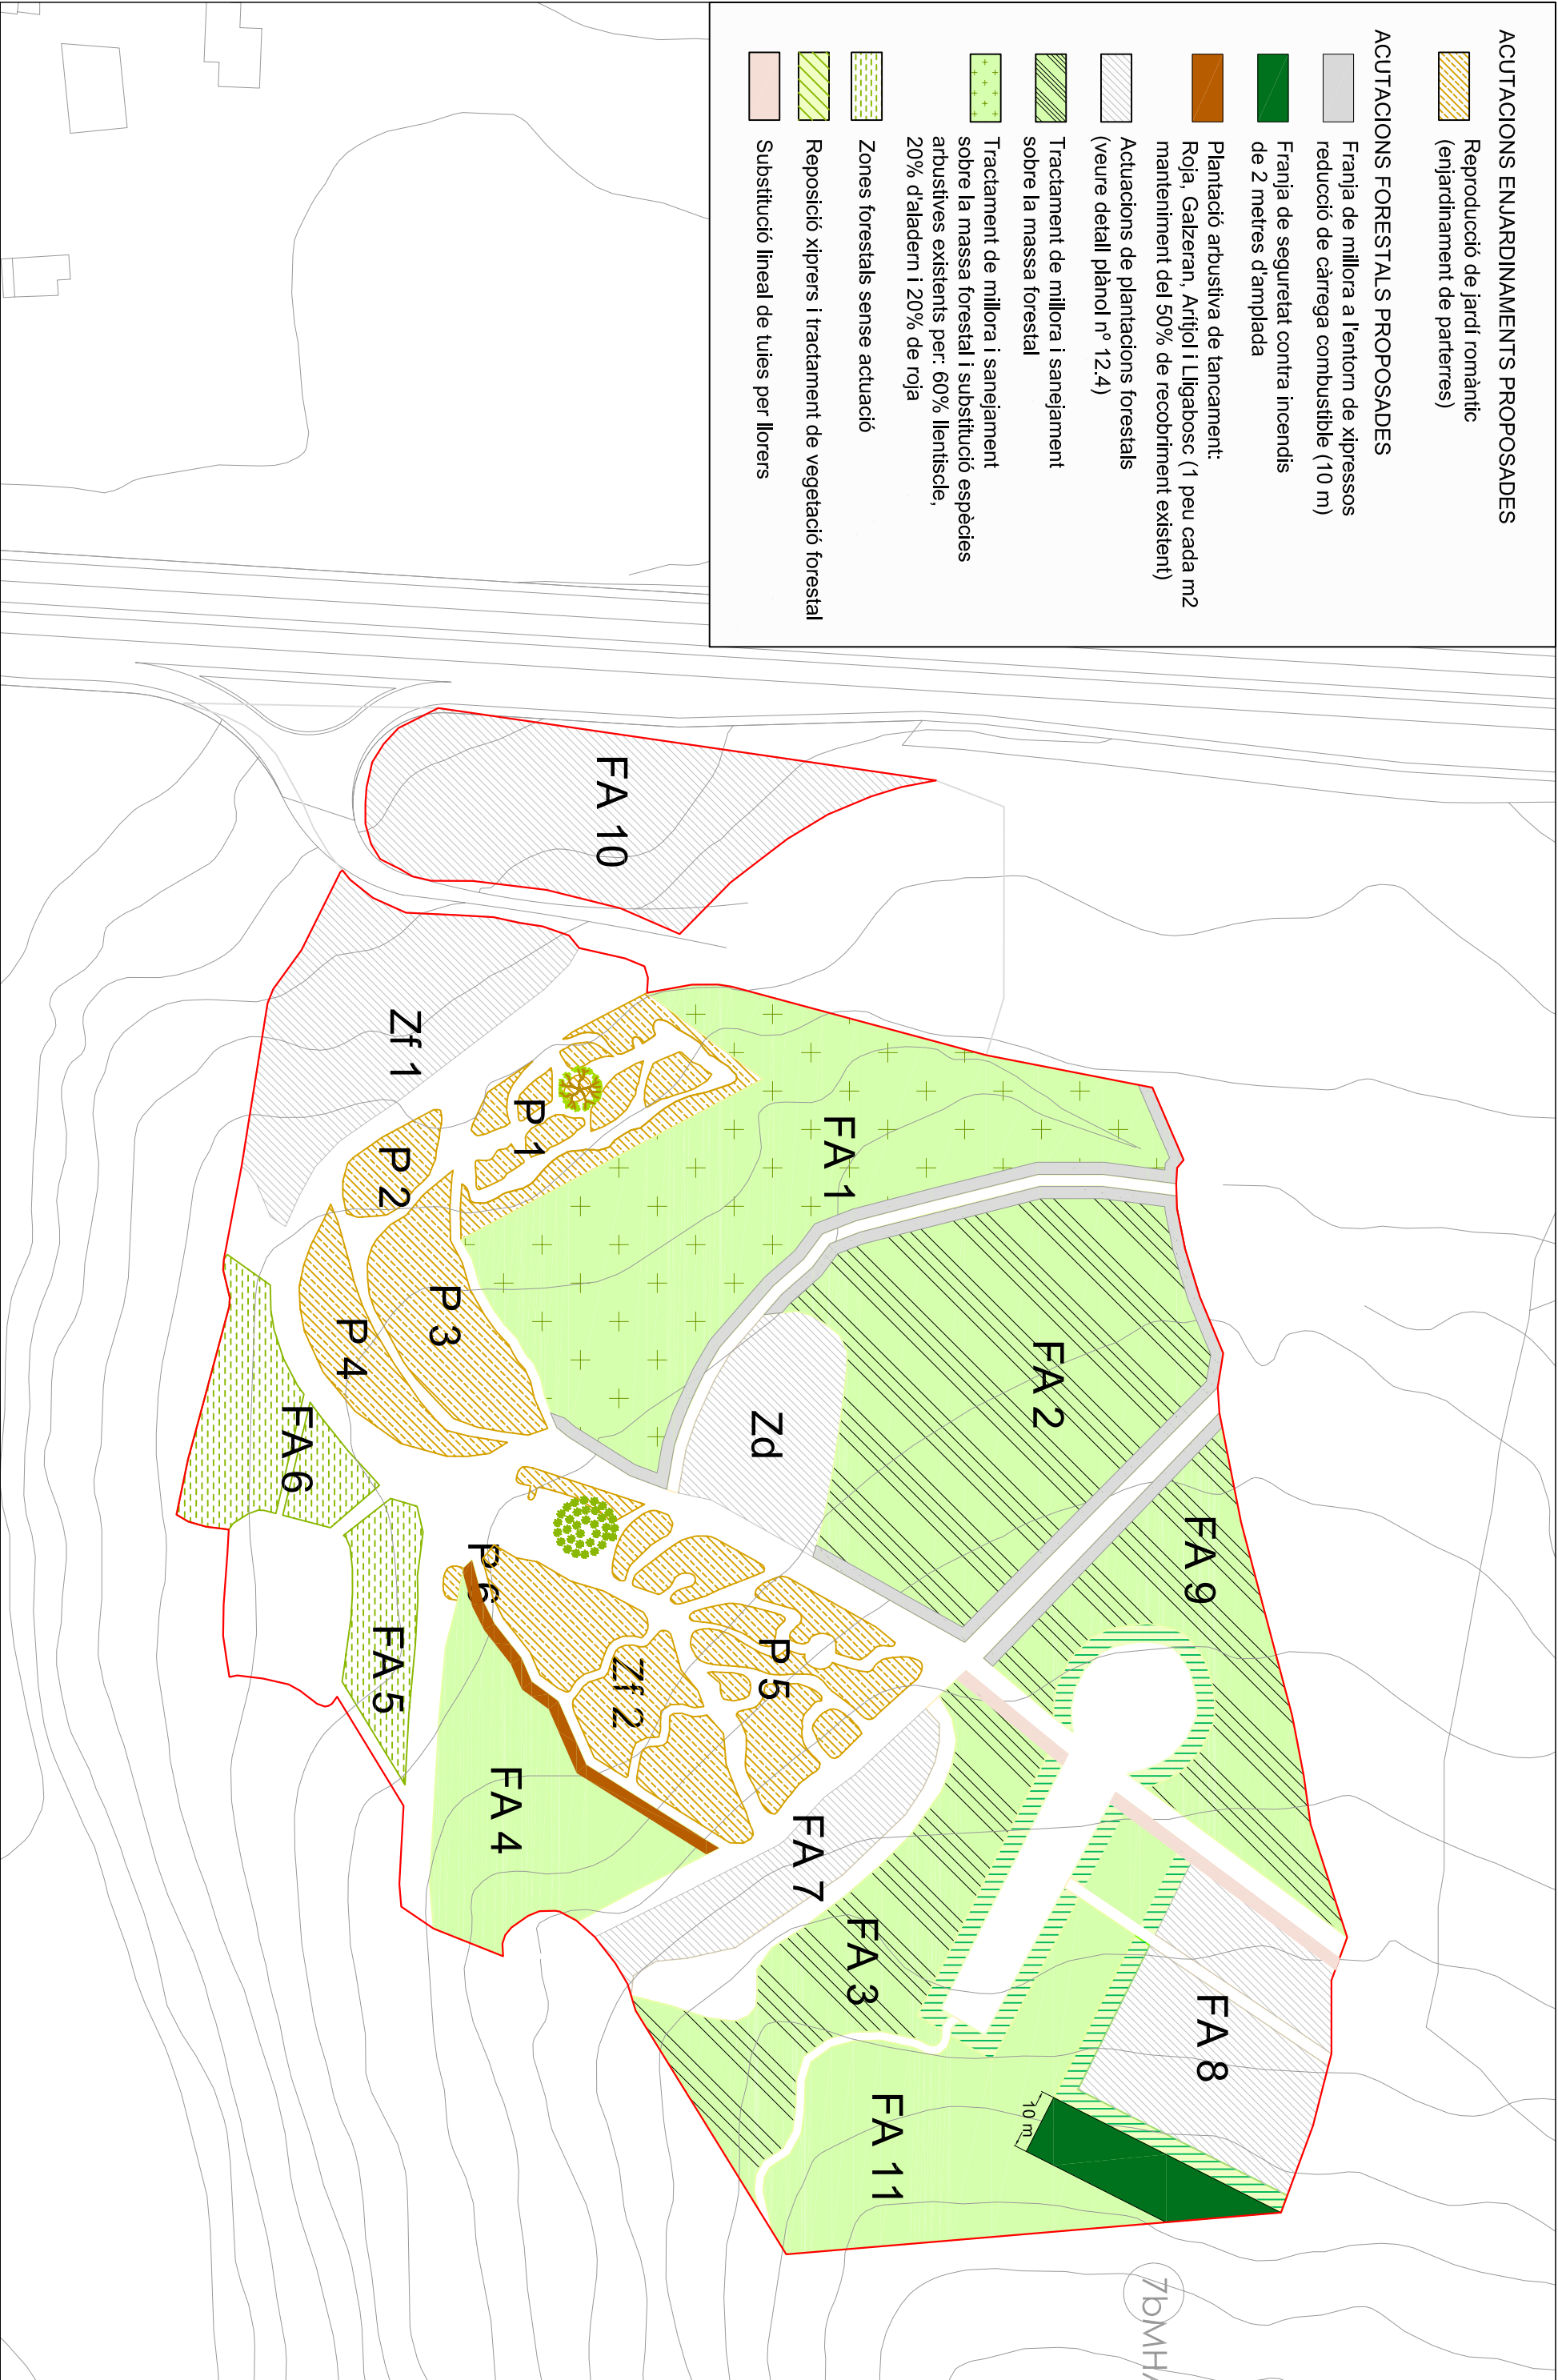 ACUTACIONS ENJARDINAMENTS PROPOSADES
Reproducció de jardí romàntic
(enjardinament de parterres)
ACUTACIONS FORESTALS PROPOSADES
Franja de millora a l'entorn de xipressos
reducció de càrrega combustible (10 m)
Franja de seguretat contra incendis
de 2 metres d'amplada
Plantació arbustiva de tancament:
Roja, Galzeran, Arítjol i Lligabosc (1 peu cada m2
manteniment del 50% de recobriment existent)
Actuacions de plantacions forestals
(veure detall plànol nº 12.4)
Tractament de millora i sanejament
sobre la massa forestal
Tractament de millora i sanejament
sobre la massa forestal i substitució espècies
arbustives existents per: 60% llentiscle,
20% d'aladern i 20% de roja
Zones forestals sense actuació
Reposició xiprers i tractament de vegetació forestal
Substitució lineal de tuies per llorers
FA 10
Zf 1
P 1
P 2
P 3
P 4
FA 1
FA 2
Zd
FA 6
FA 5
P 6
Zf 2
P 5
FA 4
FA 7
FA 9
FA 3
FA 8
FA 11
10 m
7bMH